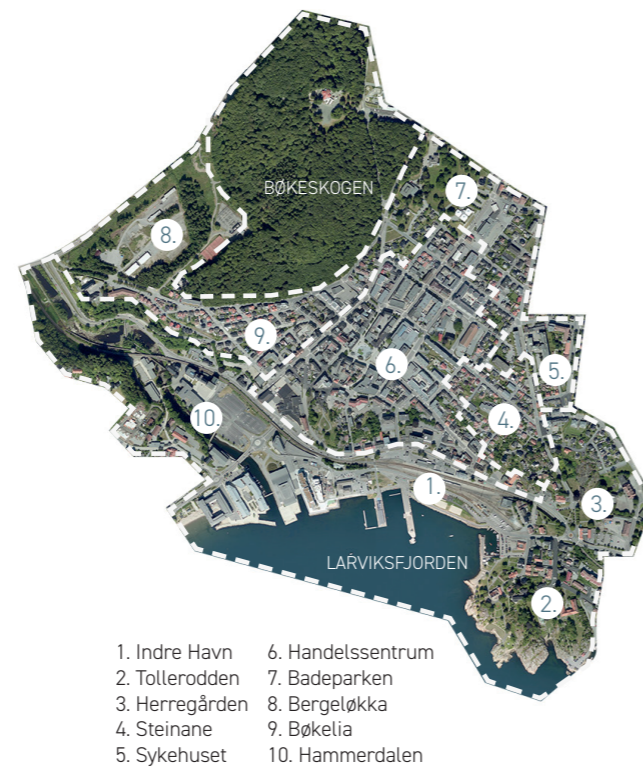 BØKESKOGEN
7.
8.
9.
6.
5.
10.
4.
1.
3.
LARVIKSFJORDEN
2.
1. Indre Havn
2. Tollerodden
3. Herregården
4. Steinane
5. Sykehuset
6. Handelssentrum
7. Badeparken
8. Bergeløkka
9. Bøkelia
10. Hammerdalen